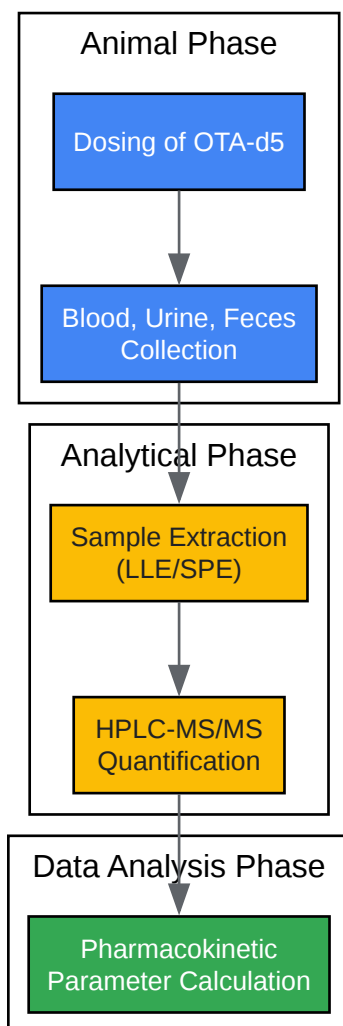 Animal Phase
Dosing of OTA-d5
Blood, Urine, Feces
Collection
Analytical Phase
Sample Extraction
(LLE/SPE)
HPLC-MS/MS
Quantification
Data Analysis Phase
Pharmacokinetic
Parameter Calculation